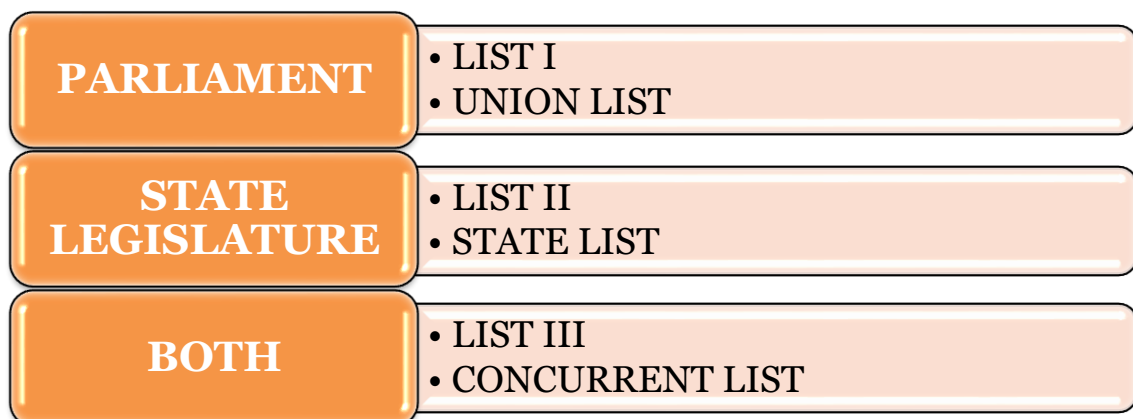 PARLIAMENT
• LIST I
• UNION LIST
STATE
LEGISLATURE
• LIST II
• STATE LIST
BOTH
• LIST III
• CONCURRENT LIST